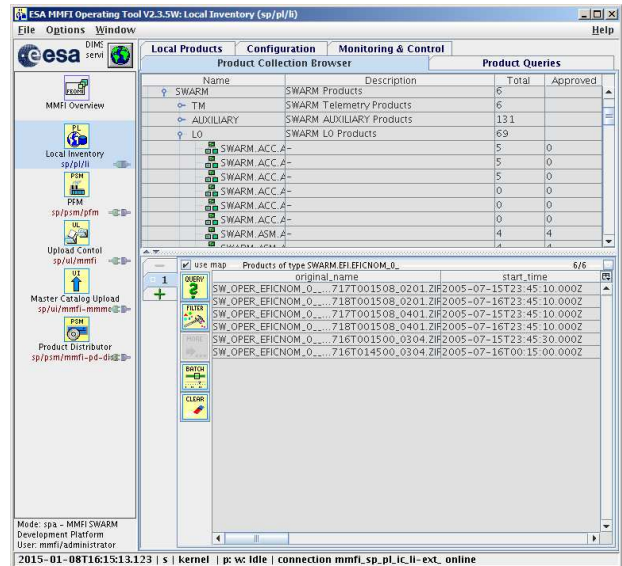 ESA MMFI Operating Tool V2.3.5W: Local Inventory (sp/pl/li)
File Options Window Help
esa DIMS servi
Local Products Configuration Monitoring & Control
Product Collection Browser Product Queries
Name Description Total Approved
SWARM SWARM Products 6
TM SWARM Telemetry Products 6
AUXILIARY SWARM AUXILIARY Products 131
L0 SWARM L0 Products 69
SWARM.ACC.A- 5 0
SWARM.ACC.A- 5 0
SWARM.ACC.A- 5 0
SWARM.ACC.A- 0 0
SWARM.ACC.A- 0 0
SWARM.ACC.A- 0 0
SWARM.ASM.A- 4 4
MMFI Overview
PL
Local Inventory
sp/pl/li
PSM
PFM
sp/psm/pfm
UL
Upload Contol
sp/ul/mmfi
UI
Master Catalog Upload
sp/ui/mmfi-mmmc
PSM
Product Distributor
sp/psm/mmfi-pd-dis
use map Products of type SWARM.EFI.EFICNOM_0_ 6/6
1
QUERY
FILTER
MORE
BATCH
CLEAR
original_name start_time
SW_OPER_EFICNOM_0_....717T001508_0201.ZIP 2005-07-15T23:45:10.000Z
SW_OPER_EFICNOM_0_....718T001508_0201.ZIP 2005-07-16T23:45:10.000Z
SW_OPER_EFICNOM_0_....717T001508_0401.ZIP 2005-07-15T23:45:10.000Z
SW_OPER_EFICNOM_0_....718T001508_0401.ZIP 2005-07-16T23:45:10.000Z
SW_OPER_EFICNOM_0_....716T001500_0304.ZIP 2005-07-15T23:45:30.000Z
SW_OPER_EFICNOM_0_....716T014500_0304.ZIP 2005-07-16T00:15:00.000Z
Mode: spa - MMFI SWARM
Development Platform
User: mmfi/administrator
2015-01-08T16:15:13.123 | s | kernel | p: w: Idle | connection mmfi_sp_pl_ic_li-ext_ online